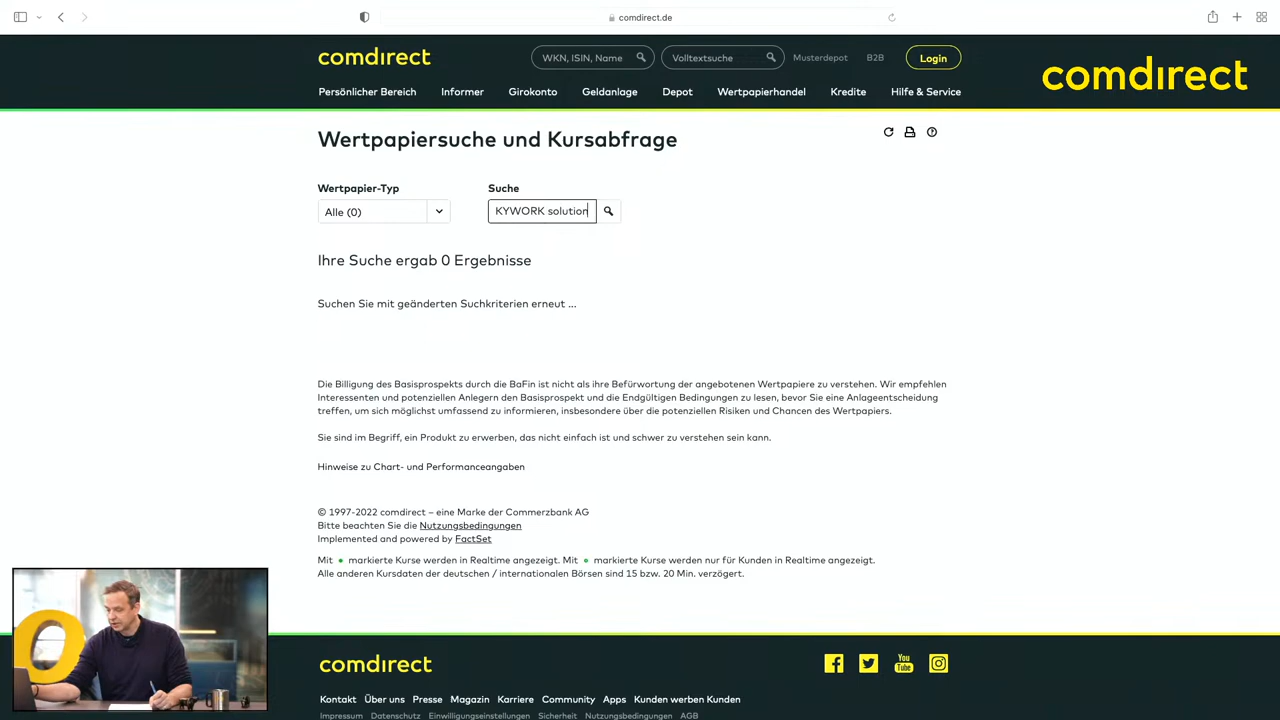 comdirect.de
comdirect
WKN, ISIN, Name
Volltextsuche
Musterdepot
B2B
Login
comdirect
Persönlicher Bereich
Informer
Girokonto
Geldanlage
Depot
Wertpapierhandel
Kredite
Hilfe & Service
Wertpapiersuche und Kursabfrage
Wertpapier-Typ
Suche
Alle (0)
KYWORK solution
Ihre Suche ergab 0 Ergebnisse
Suchen Sie mit geänderten Suchkriterien erneut ...
Die Billigung des Basisprospekts durch die BaFin ist nicht als ihre Befürwortung der angebotenen Wertpapiere zu verstehen. Wir empfehlen
Interessenten und potenziellen Anlegern den Basisprospekt und die Endgültigen Bedingungen zu lesen, bevor Sie eine Anlageentscheidung
treffen, um sich möglichst umfassend zu informieren, insbesondere über die potenziellen Risiken und Chancen des Wertpapiers.
Sie sind im Begriff, ein Produkt zu erwerben, das nicht einfach ist und schwer zu verstehen sein kann.
Hinweise zu Chart- und Performanceangaben
© 1997-2022 comdirect – eine Marke der Commerzbank AG
Bitte beachten Sie die Nutzungsbedingungen
Implemented and powered by FactSet
Mit ● markierte Kurse werden in Realtime angezeigt. Mit ● markierte Kurse werden nur für Kunden in Realtime angezeigt.
Alle anderen Kursdaten der deutschen / internationalen Börsen sind 15 bzw. 20 Min. verzögert.
comdirect
You
Tube
Kontakt
Über uns
Presse
Magazin
Karriere
Community
Apps
Kunden werben Kunden
Impressum
Datenschutz
Einwilligungseinstellungen
Sicherheit
Nutzungsbedingungen
AGB